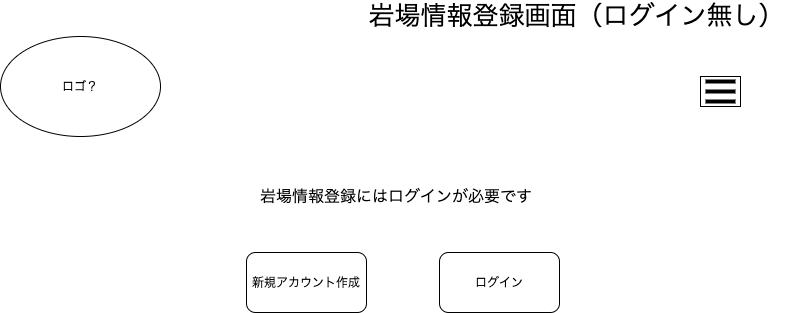 岩場情報登録画面（ログイン無し）
ロゴ？
岩場情報登録にはログインが必要です
新規アカウント作成
ログイン